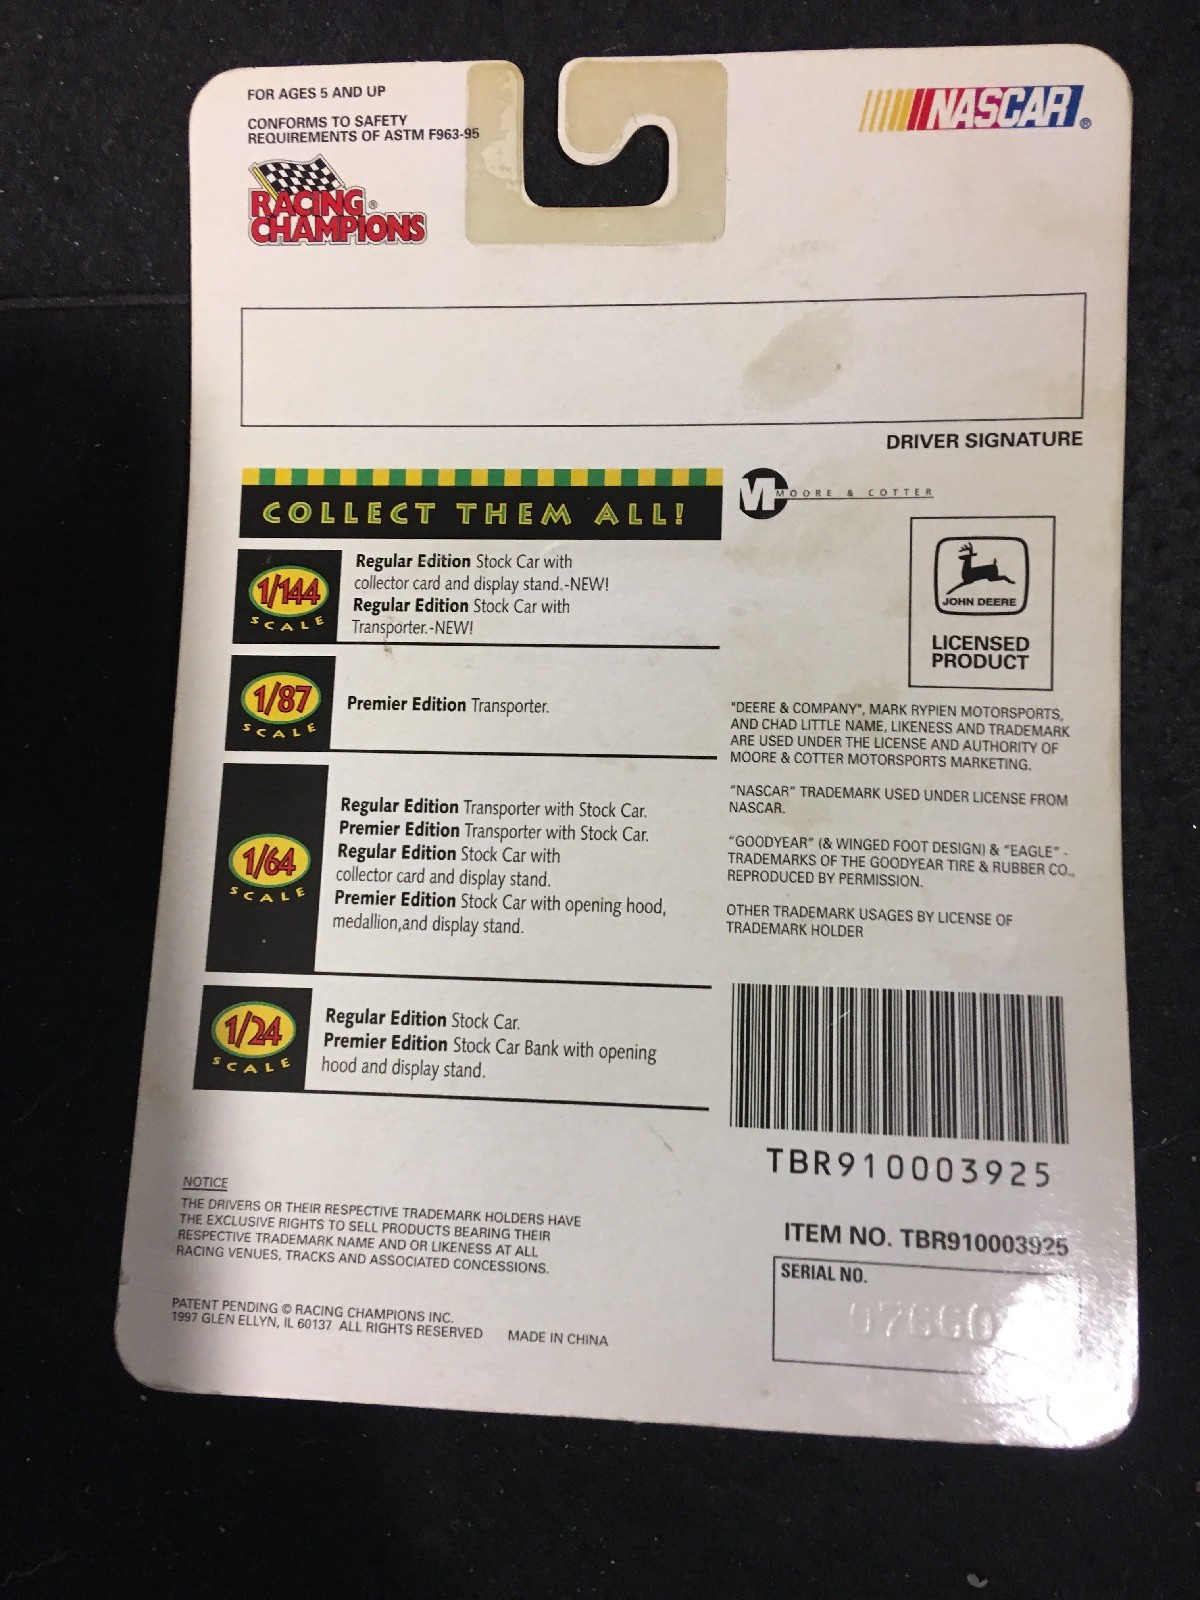 FOR AGES 5 AND UP
CONFORMS TO SAFETY
REQUIREMENTS OF ASTM F963-95
RACING®
CHAMPIONS
NASCAR®
DRIVER SIGNATURE
COLLECT THEM ALL!
1/144
SCALE
Regular Edition Stock Car with
collector card and display stand.-NEW!
Regular Edition Stock Car with
Transporter.-NEW!
1/87
SCALE
Premier Edition Transporter.
1/64
SCALE
Regular Edition Transporter with Stock Car.
Premier Edition Transporter with Stock Car.
Regular Edition Stock Car with
collector card and display stand.
Premier Edition Stock Car with opening hood,
medallion,and display stand.
1/24
SCALE
Regular Edition Stock Car.
Premier Edition Stock Car Bank with opening
hood and display stand.
MOORE & COTTER
JOHN DEERE
LICENSED
PRODUCT
"DEERE & COMPANY", MARK RYPIEN MOTORSPORTS,
AND CHAD LITTLE NAME, LIKENESS AND TRADEMARK
ARE USED UNDER THE LICENSE AND AUTHORITY OF
MOORE & COTTER MOTORSPORTS MARKETING.
"NASCAR" TRADEMARK USED UNDER LICENSE FROM
NASCAR.
"GOODYEAR" (& WINGED FOOT DESIGN) & "EAGLE" -
TRADEMARKS OF THE GOODYEAR TIRE & RUBBER CO.,
REPRODUCED BY PERMISSION.
OTHER TRADEMARK USAGES BY LICENSE OF
TRADEMARK HOLDER
TBR910003925
ITEM NO. TBR910003925
SERIAL NO.
NOTICE
THE DRIVERS OR THEIR RESPECTIVE TRADEMARK HOLDERS HAVE
THE EXCLUSIVE RIGHTS TO SELL PRODUCTS BEARING THEIR
RESPECTIVE TRADEMARK NAME AND OR LIKENESS AT ALL
RACING VENUES, TRACKS AND ASSOCIATED CONCESSIONS.
PATENT PENDING © RACING CHAMPIONS INC.
1997 GLEN ELLYN, IL 60137 ALL RIGHTS RESERVED MADE IN CHINA